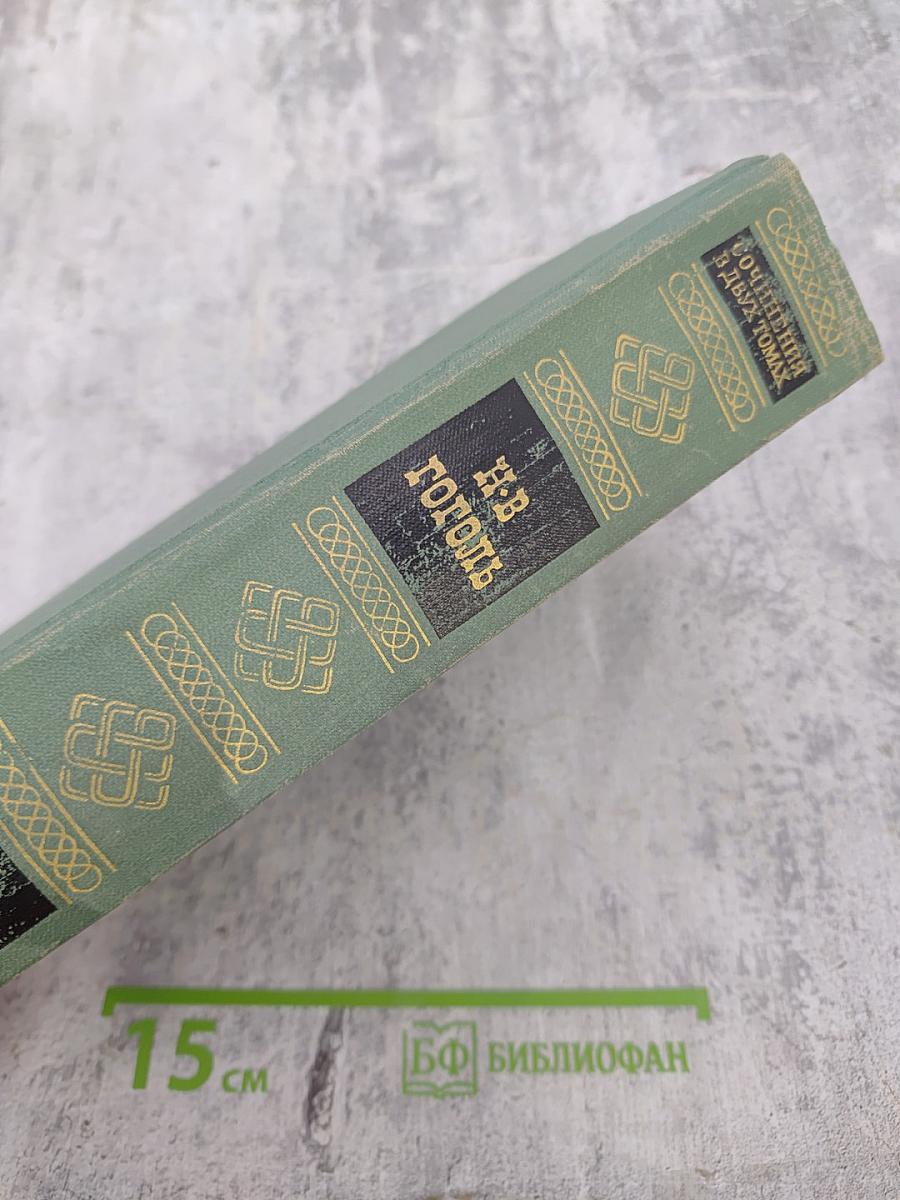 СОЧИНЕНИЯ
В ДВУХ ТОМАХ
Н·В
ГОГОЛЬ
15 см
БФ БИБЛИОФАН